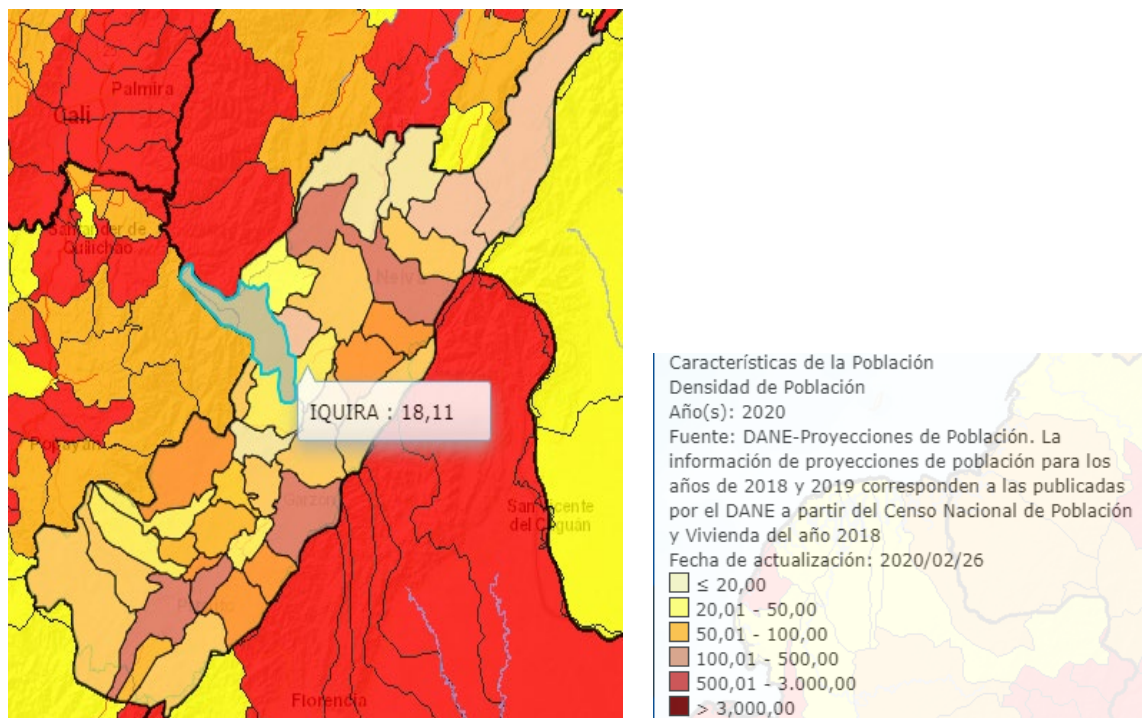 Palmira
Cali
Santander de
Quilichao
Neiva
IQUIRA : 18,11
Popayán
Garzón
San Vicente
del Caguán
Florencia
Características de la Población
Densidad de Población
Año(s): 2020
Fuente: DANE-Proyecciones de Población. La
información de proyecciones de población para los
años de 2018 y 2019 corresponden a las publicadas
por el DANE a partir del Censo Nacional de Población
y Vivienda del año 2018
Fecha de actualización: 2020/02/26
≤ 20,00
20,01 - 50,00
50,01 - 100,00
100,01 - 500,00
500,01 - 3.000,00
> 3,000,00